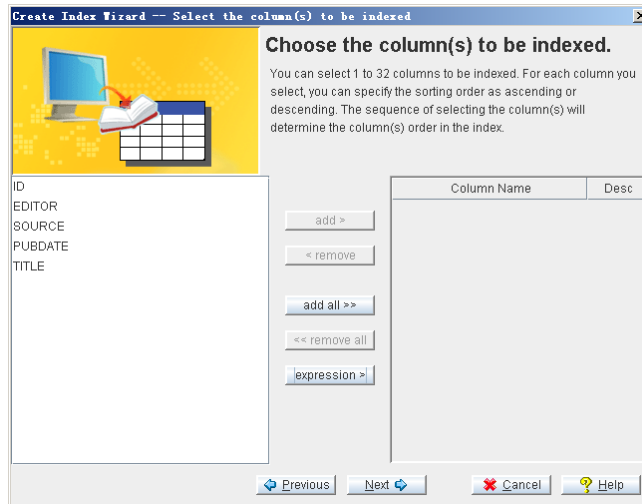 Create Index Wizard -- Select the column(s) to be indexed
Choose the column(s) to be indexed.
You can select 1 to 32 columns to be indexed. For each column you
select, you can specify the sorting order as ascending or
descending. The sequence of selecting the column(s) will
determine the column(s) order in the index.
ID
EDITOR
SOURCE
PUBDATE
TITLE
add >
< remove
add all >>
<< remove all
expression >
Column Name Desc
Previous Next Cancel Help